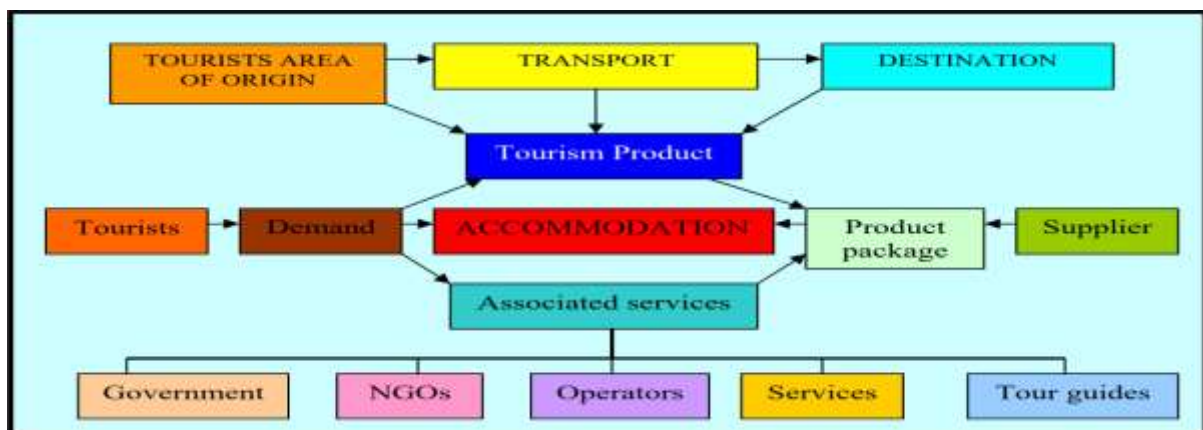 TOURISTS AREA
OF ORIGIN
TRANSPORT
DESTINATION
Tourism Product
Tourists
Demand
ACCOMMODATION
Product
package
Supplier
Associated services
Government
NGOs
Operators
Services
Tour guides